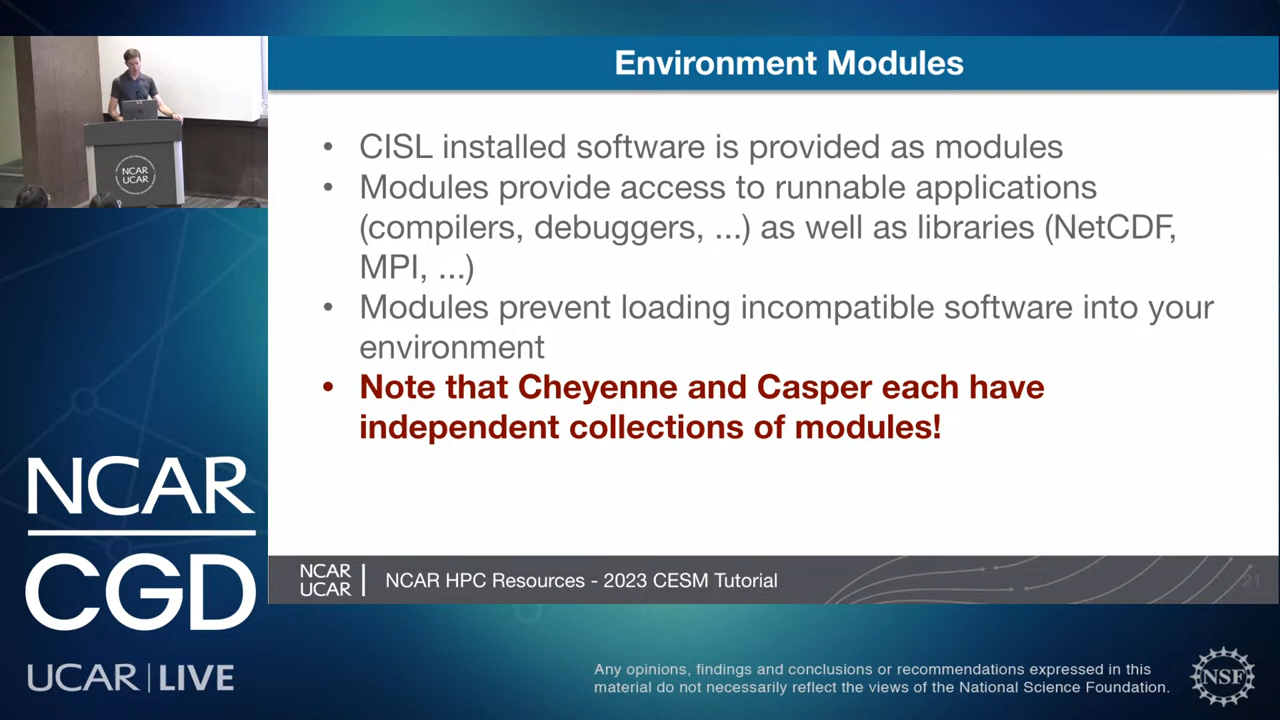 Environment Modules
• CISL installed software is provided as modules
• Modules provide access to runnable applications
(compilers, debuggers, ...) as well as libraries (NetCDF,
MPI, ...)
• Modules prevent loading incompatible software into your
environment
• Note that Cheyenne and Casper each have
independent collections of modules!
NCAR
UCAR
NCAR
UCAR
NCAR HPC Resources - 2023 CESM Tutorial
21
NCAR
CGD
UCAR | LIVE
Any opinions, findings and conclusions or recommendations expressed in this
material do not necessarily reflect the views of the National Science Foundation.
NSF